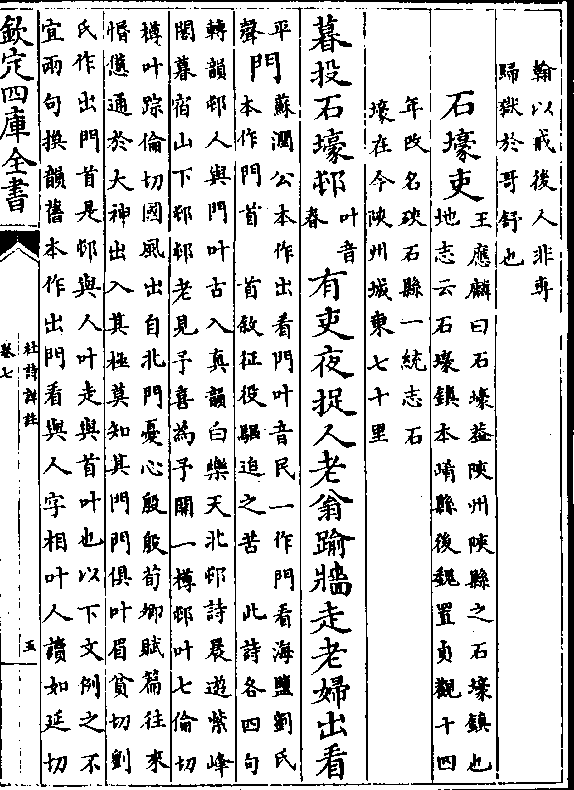 翰以戒後人非專
歸獄於哥舒也
石壕吏
王應麟曰石壕葢陝州陝縣之石壕鎮也
地志云石壕鎮本崤縣後魏置貞觀十四
年改名硤石縣一統志石
壕在今陝州城東七十里
暮投石壕邨
叶音
春
有吏夜捉人老翁踰牆走老婦出看
平
聲
門
蘇潤公本作出看門叶音民一作門看海鹽劉氏
本作門首 首敘征役驅追之苦 此詩各四句
轉韻邨人與門叶古入真韻白樂天北邨詩晨遊紫峰
閣暮宿山下邨邨老見予喜為予開一樽邨叶七倫切
樽叶踪倫切國風出自北門憂心殷殷荀卿賦篇往來
惛憊通於大神出入其極莫知其門門俱叶眉貧切劉
氏作出門首是邨與人叶走與首叶也以下文例之不
宜兩句換韻舊本作出門看與人字相叶人讀如延切
欽定四庫全書
杜詩詳註
卷七
五